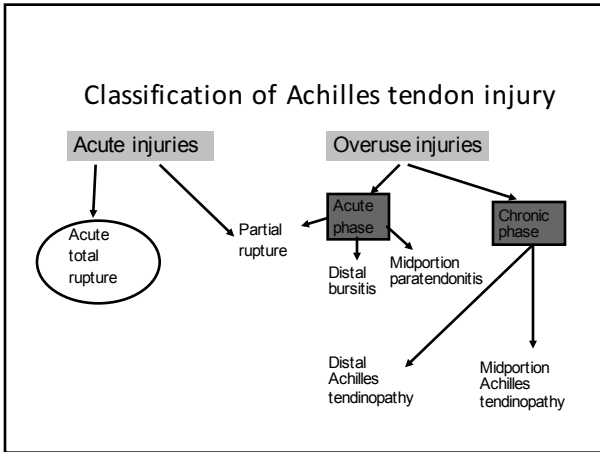 Classification of Achilles tendon injury
Acute injuries
Overuse injuries
Acute
total
rupture
Partial
rupture
Acute
phase
Chronic
phase
Distal
bursitis
Midportion
paratendonitis
Distal
Achilles
tendinopathy
Midportion
Achilles
tendinopathy